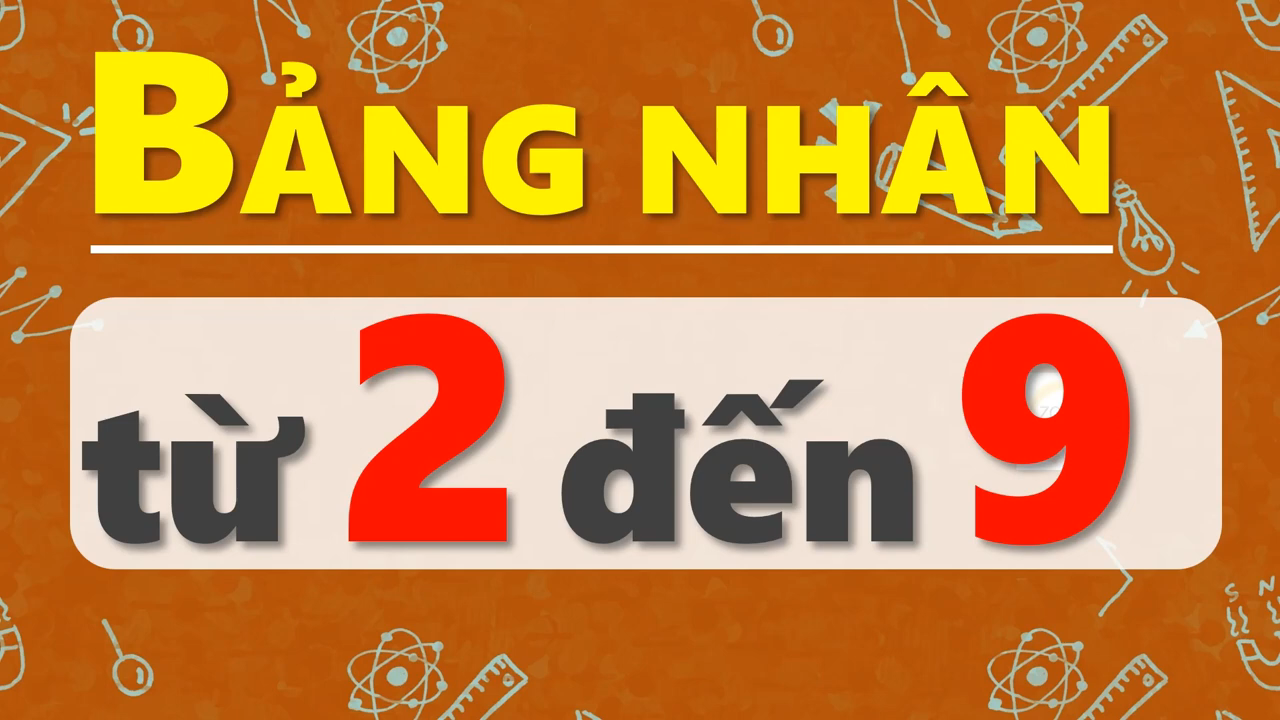 BẢNG NHÂN
từ 2 đến 9
S N